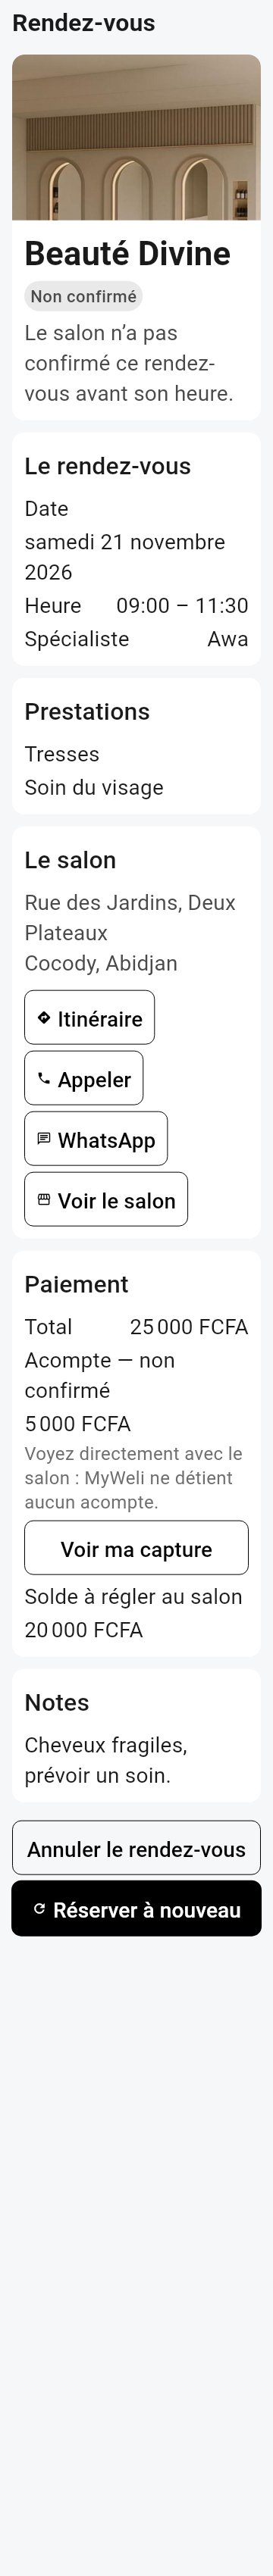 Rendez-vous
Beauté Divine
Non confirmé
Le salon n’a pas
confirmé ce rendez-
vous avant son heure.
Le rendez-vous
Date
samedi 21 novembre
2026
Heure 09:00 – 11:30
Spécialiste Awa
Prestations
Tresses
Soin du visage
Le salon
Rue des Jardins, Deux
Plateaux
Cocody, Abidjan
Itinéraire
Appeler
WhatsApp
Voir le salon
Paiement
Total 25 000 FCFA
Acompte — non
confirmé
5 000 FCFA
Voyez directement avec le
salon : MyWeli ne détient
aucun acompte.
Voir ma capture
Solde à régler au salon
20 000 FCFA
Notes
Cheveux fragiles,
prévoir un soin.
Annuler le rendez-vous
Réserver à nouveau